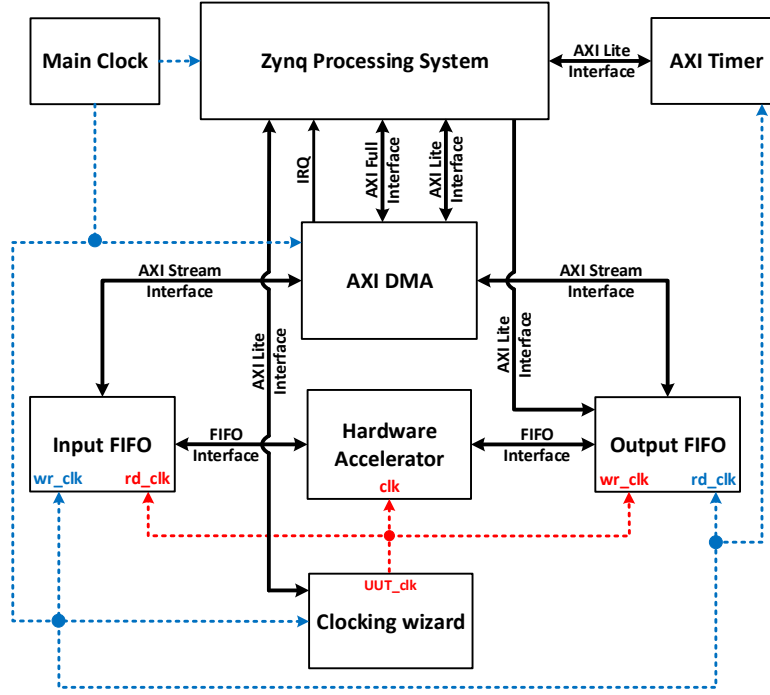 Main Clock
Zynq Processing System
AXI Lite
Interface
AXI Timer
IRQ
AXI Full
Interface
AXI Lite
Interface
AXI Stream
Interface
AXI DMA
AXI Stream
Interface
AXI Lite
Interface
AXI Lite
Interface
Input FIFO
wr_clk
rd_clk
FIFO
Interface
Hardware
Accelerator
clk
FIFO
Interface
Output FIFO
wr_clk
rd_clk
UUT_clk
Clocking wizard